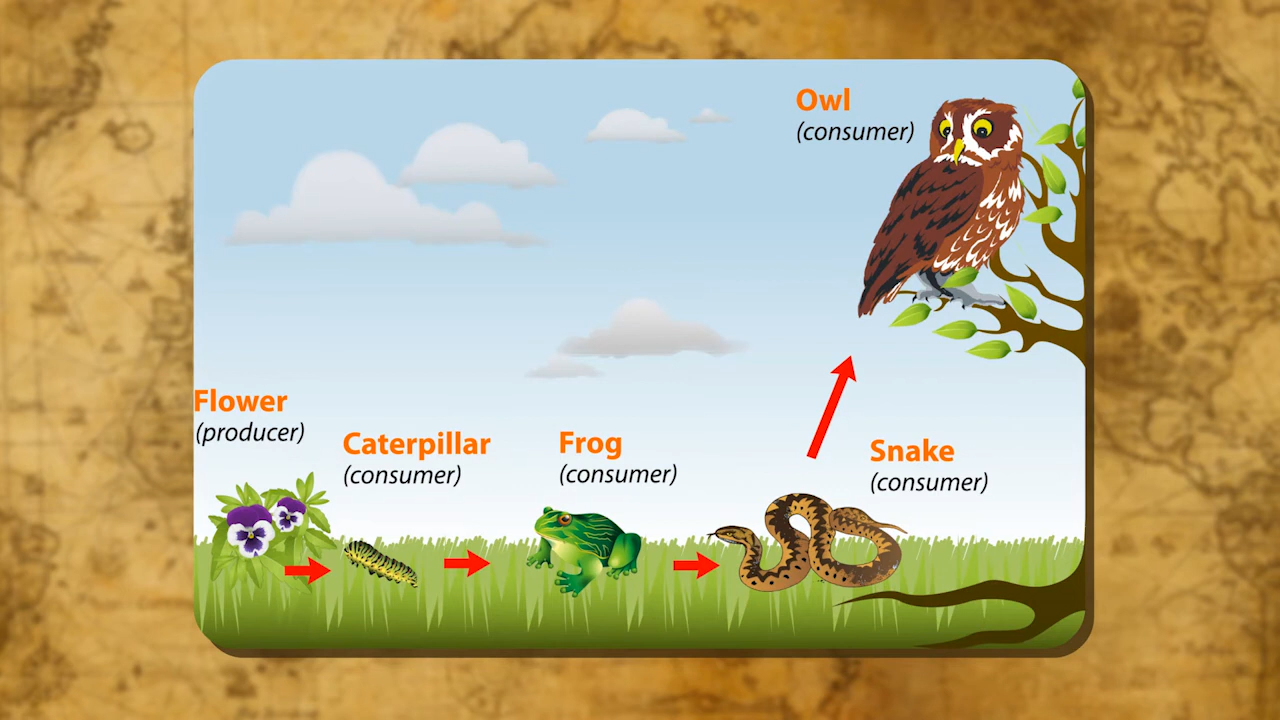 Owl
(consumer)
Flower
(producer)
Caterpillar
(consumer)
Frog
(consumer)
Snake
(consumer)